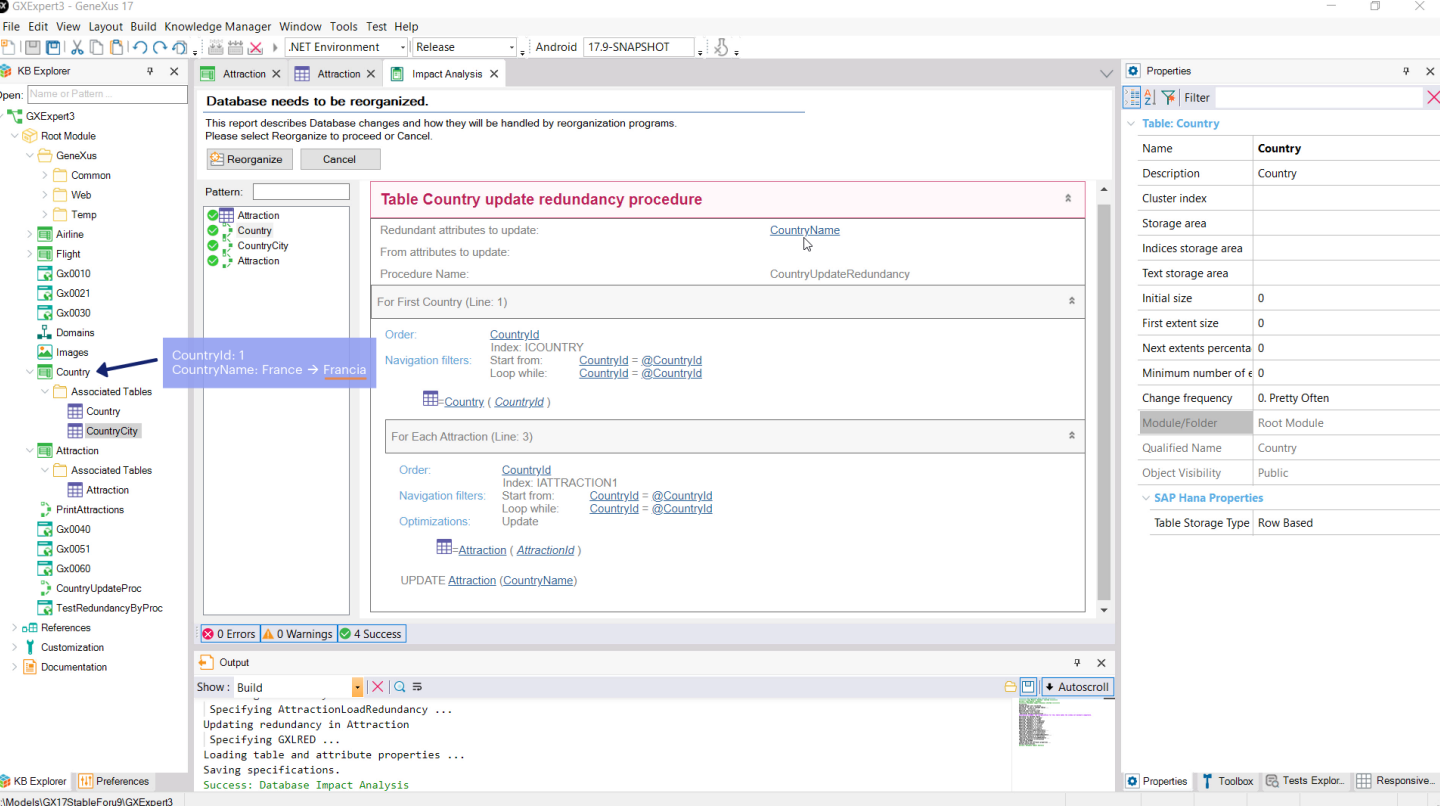 GXExpert3 - GeneXus 17
File Edit View Layout Build Knowledge Manager Window Tools Test Help
.NET Environment Release Android 17.9-SNAPSHOT
KB Explorer
Open: Name or Pattern ...
GXExpert3
Root Module
GeneXus
Common
Web
Temp
Airline
Flight
Gx0010
Gx0021
Gx0030
Domains
Images
Country
Associated Tables
Country
CountryCity
Attraction
Associated Tables
Attraction
PrintAttractions
Gx0040
Gx0051
Gx0060
CountryUpdateProc
TestRedundancyByProc
References
Customization
Documentation
KB Explorer Preferences
CountryId: 1
CountryName: France → Francia
Attraction Attraction Impact Analysis
Database needs to be reorganized.
This report describes Database changes and how they will be handled by reorganization programs.
Please select Reorganize to proceed or Cancel.
Reorganize Cancel
Pattern:
Attraction
Country
CountryCity
Attraction
Table Country update redundancy procedure
Redundant attributes to update: CountryName
From attributes to update:
Procedure Name: CountryUpdateRedundancy
For First Country (Line: 1)
Order: CountryId
Index: ICOUNTRY
Navigation filters: Start from: CountryId = @CountryId
Loop while: CountryId = @CountryId
=Country ( CountryId )
For Each Attraction (Line: 3)
Order: CountryId
Index: IATTRACTION1
Navigation filters: Start from: CountryId = @CountryId
Loop while: CountryId = @CountryId
Optimizations: Update
=Attraction ( AttractionId )
UPDATE Attraction (CountryName)
0 Errors 0 Warnings 4 Success
Output
Show : Build Autoscroll
Specifying AttractionLoadRedundancy ...
Updating redundancy in Attraction
Specifying GXLRED ...
Loading table and attribute properties ...
Saving specifications.
Success: Database Impact Analysis
Properties
Filter
Table: Country
Name Country
Description Country
Cluster index
Storage area
Indices storage area
Text storage area
Initial size 0
First extent size 0
Next extents percenta 0
Minimum number of e 0
Change frequency 0. Pretty Often
Module/Folder Root Module
Qualified Name Country
Object Visibility Public
SAP Hana Properties
Table Storage Type Row Based
Properties Toolbox Tests Explor... Responsive...
:\Models\GX17StableForu9\GXExpert3